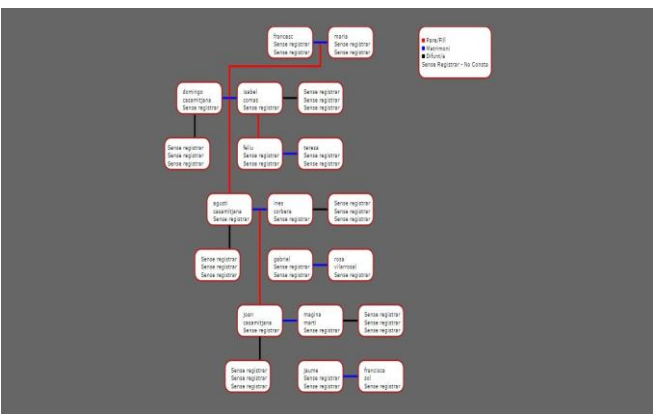 francesc
Sense registrar
Sense registrar
maria
Sense registrar
Sense registrar
Pare/Fill
Matrimoni
Difunt/a
Sense Registrar - No Consta
domingo
casamitjana
Sense registrar
isabel
comas
Sense registrar
Sense registrar
Sense registrar
Sense registrar
Sense registrar
Sense registrar
Sense registrar
feliu
Sense registrar
Sense registrar
teresa
Sense registrar
Sense registrar
agusti
casamitjana
Sense registrar
ines
corbera
Sense registrar
Sense registrar
Sense registrar
Sense registrar
Sense registrar
Sense registrar
Sense registrar
gabriel
Sense registrar
Sense registrar
rosa
vilarrosal
Sense registrar
joan
casamitjana
Sense registrar
magina
marti
Sense registrar
Sense registrar
Sense registrar
Sense registrar
Sense registrar
Sense registrar
Sense registrar
jaume
Sense registrar
Sense registrar
francisca
sol
Sense registrar